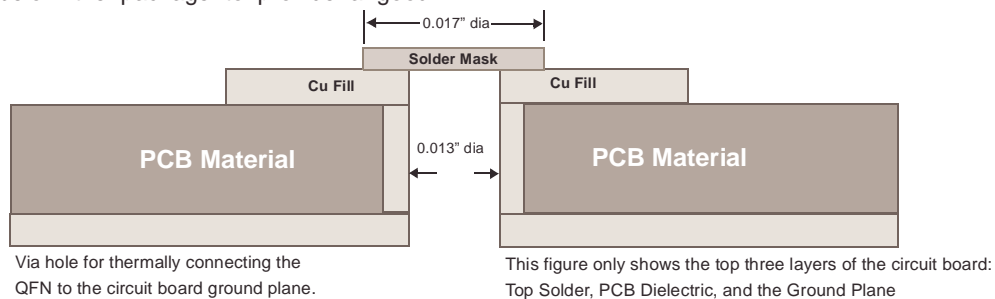 0.017” dia
Solder Mask
Cu Fill
Cu Fill
PCB Material
0.013” dia
PCB Material
Via hole for thermally connecting the
QFN to the circuit board ground plane.
This figure only shows the top three layers of the circuit board:
Top Solder, PCB Dielectric, and the Ground Plane